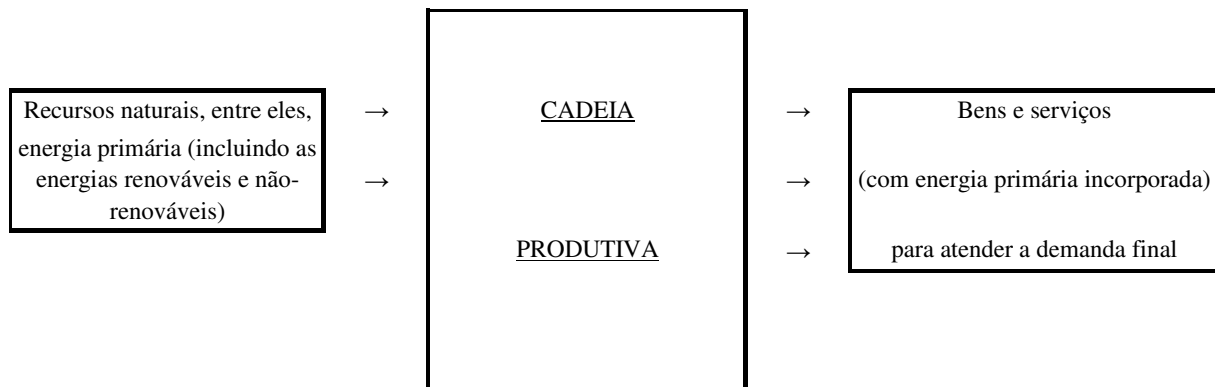 Recursos naturais, entre eles,
energia primária (incluindo as
energias renováveis e não-
renováveis)
→
→
CADEIA
PRODUTIVA
→
→
→
Bens e serviços
(com energia primária incorporada)
para atender a demanda final